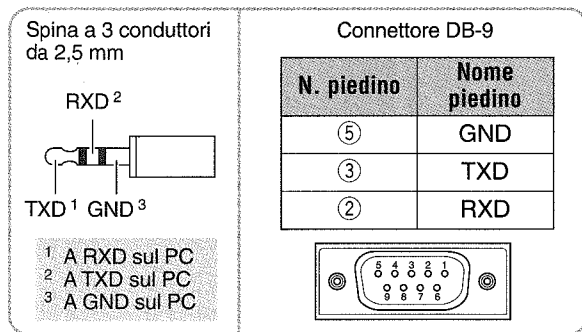 Spina a 3 conduttori
da 2,5 mm
RXD 2
TXD 1 GND 3
1 A RXD sul PC
2 A TXD sul PC
3 A GND sul PC
Connettore DB-9
N. piedino Nome
piedino
⑤ GND
③ TXD
② RXD
5 4 3 2 1
9 8 7 6